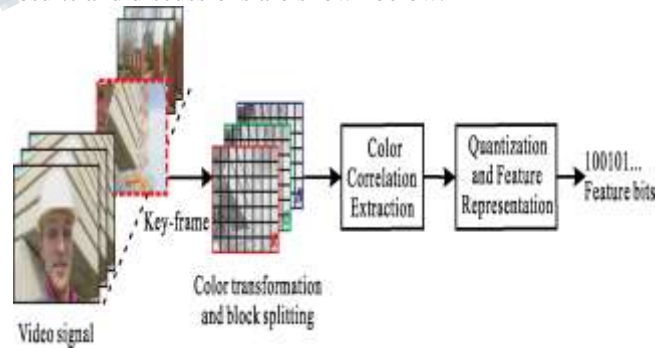 Key-frame
Color transformation
and block splitting
Color
Correlation
Extraction
Quantization
and Feature
Representation
100101...
Feature bits
Video signal